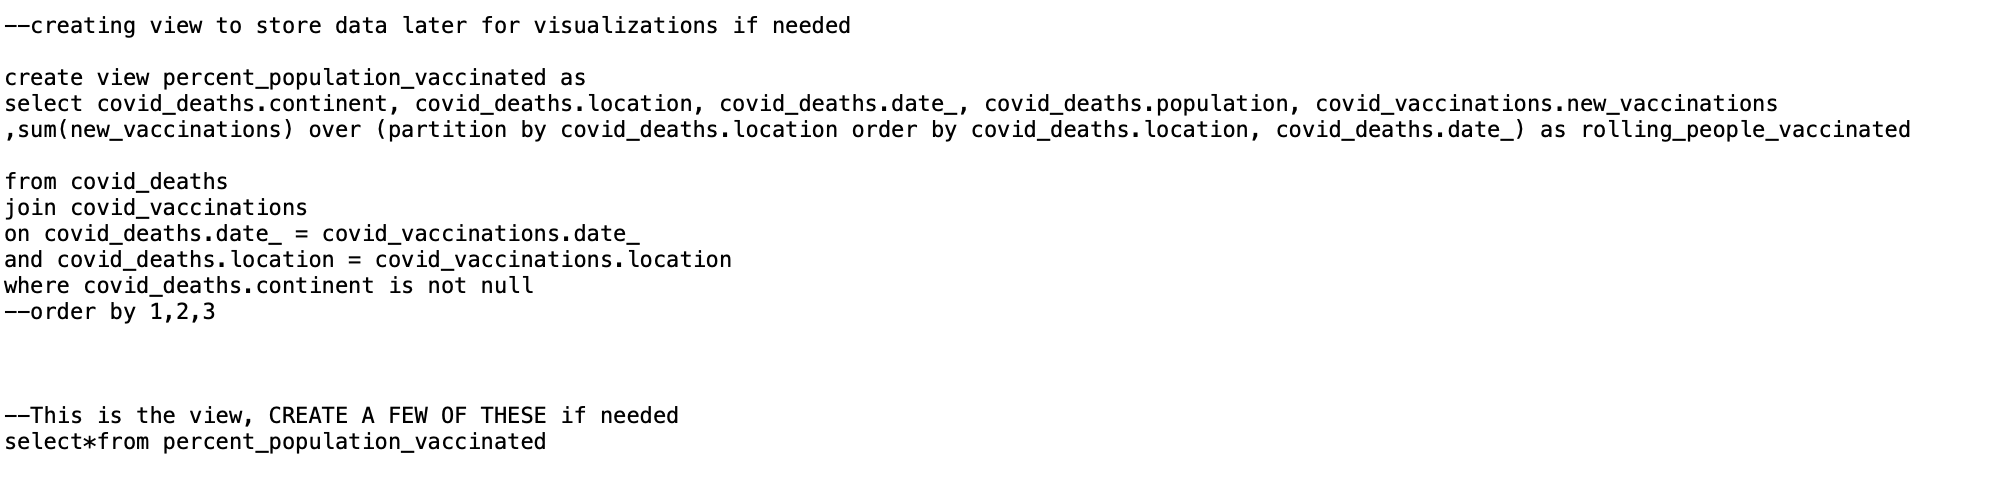 --creating view to store data later for visualizations if needed
create view percent_population_vaccinated as
select covid_deaths.continent, covid_deaths.location, covid_deaths.date_, covid_deaths.population, covid_vaccinations.new_vaccinations
,sum(new_vaccinations) over (partition by covid_deaths.location order by covid_deaths.location, covid_deaths.date_) as rolling_people_vaccinated
from covid_deaths
join covid_vaccinations
on covid_deaths.date_ = covid_vaccinations.date_
and covid_deaths.location = covid_vaccinations.location
where covid_deaths.continent is not null
--order by 1,2,3
--This is the view, CREATE A FEW OF THESE if needed
select*from percent_population_vaccinated